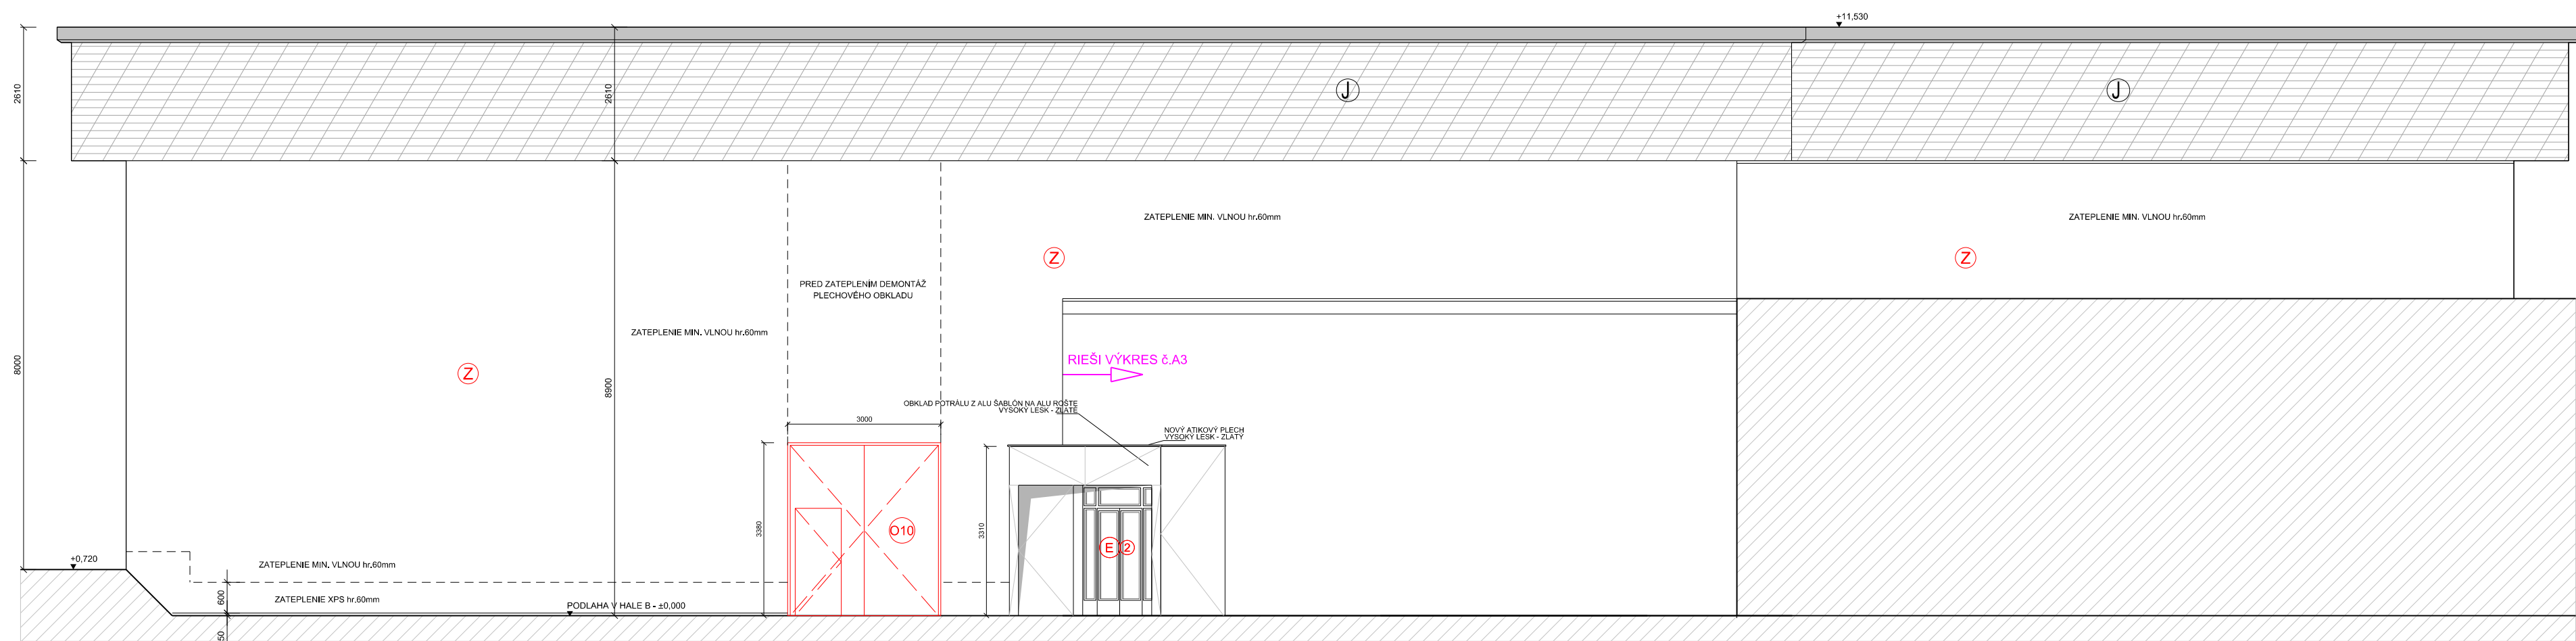 +11,530
2610
2610
J
J
ZATEPLENIE MIN. VLNOU hr.60mm
ZATEPLENIE MIN. VLNOU hr.60mm
Z
Z
PRED ZATEPLENÍM DEMONTÁŽ
PLECHOVÉHO OBKLADU
ZATEPLENIE MIN. VLNOU hr.60mm
RIEŠI VÝKRES č.A3
8000
Z
8900
OBKLAD POTRÁLU Z ALU ŠABLÓN NA ALU ROŠTE
VYSOKÝ LESK - ZLATÉ
3000
NOVÝ ATIKOVÝ PLECH
VYSOKÝ LESK - ZLATÝ
3380
O10
3310
E
2
+0,720
ZATEPLENIE MIN. VLNOU hr.60mm
600
ZATEPLENIE XPS hr.60mm
PODLAHA V HALE B - ±0,000
50